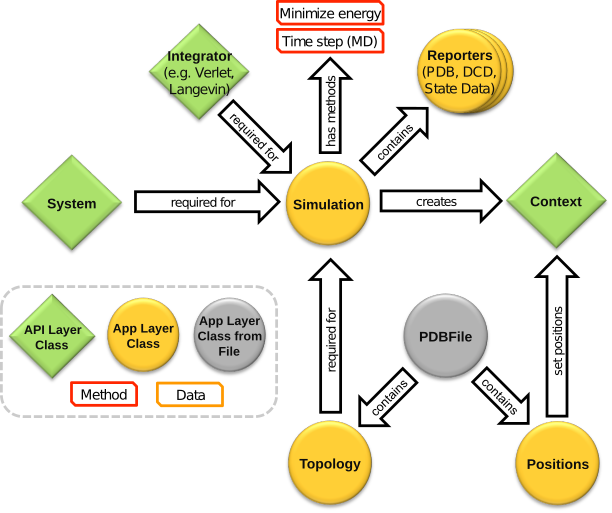 Minimize energy
Time step (MD)
Integrator
(e.g. Verlet,
Langevin)
Reporters
(PDB, DCD,
State Data)
required for
has methods
contains
System
required for
Simulation
creates
Context
API Layer
Class
App Layer
Class
App Layer
Class from
File
Method
Data
required for
PDBFile
set positions
contains
contains
Topology
Positions